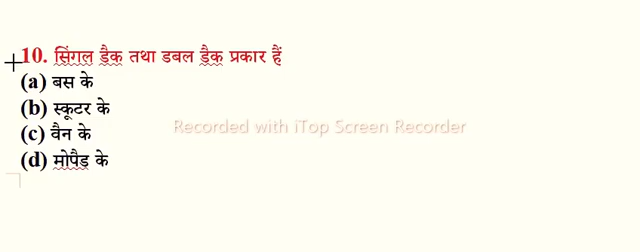 10. सिंगल डैक तथा डबल डैक प्रकार हैं
(a) बस के
(b) स्कूटर के
Recorded with iTop Screen Recorder
(c) वैन के
(d) मोपैड के